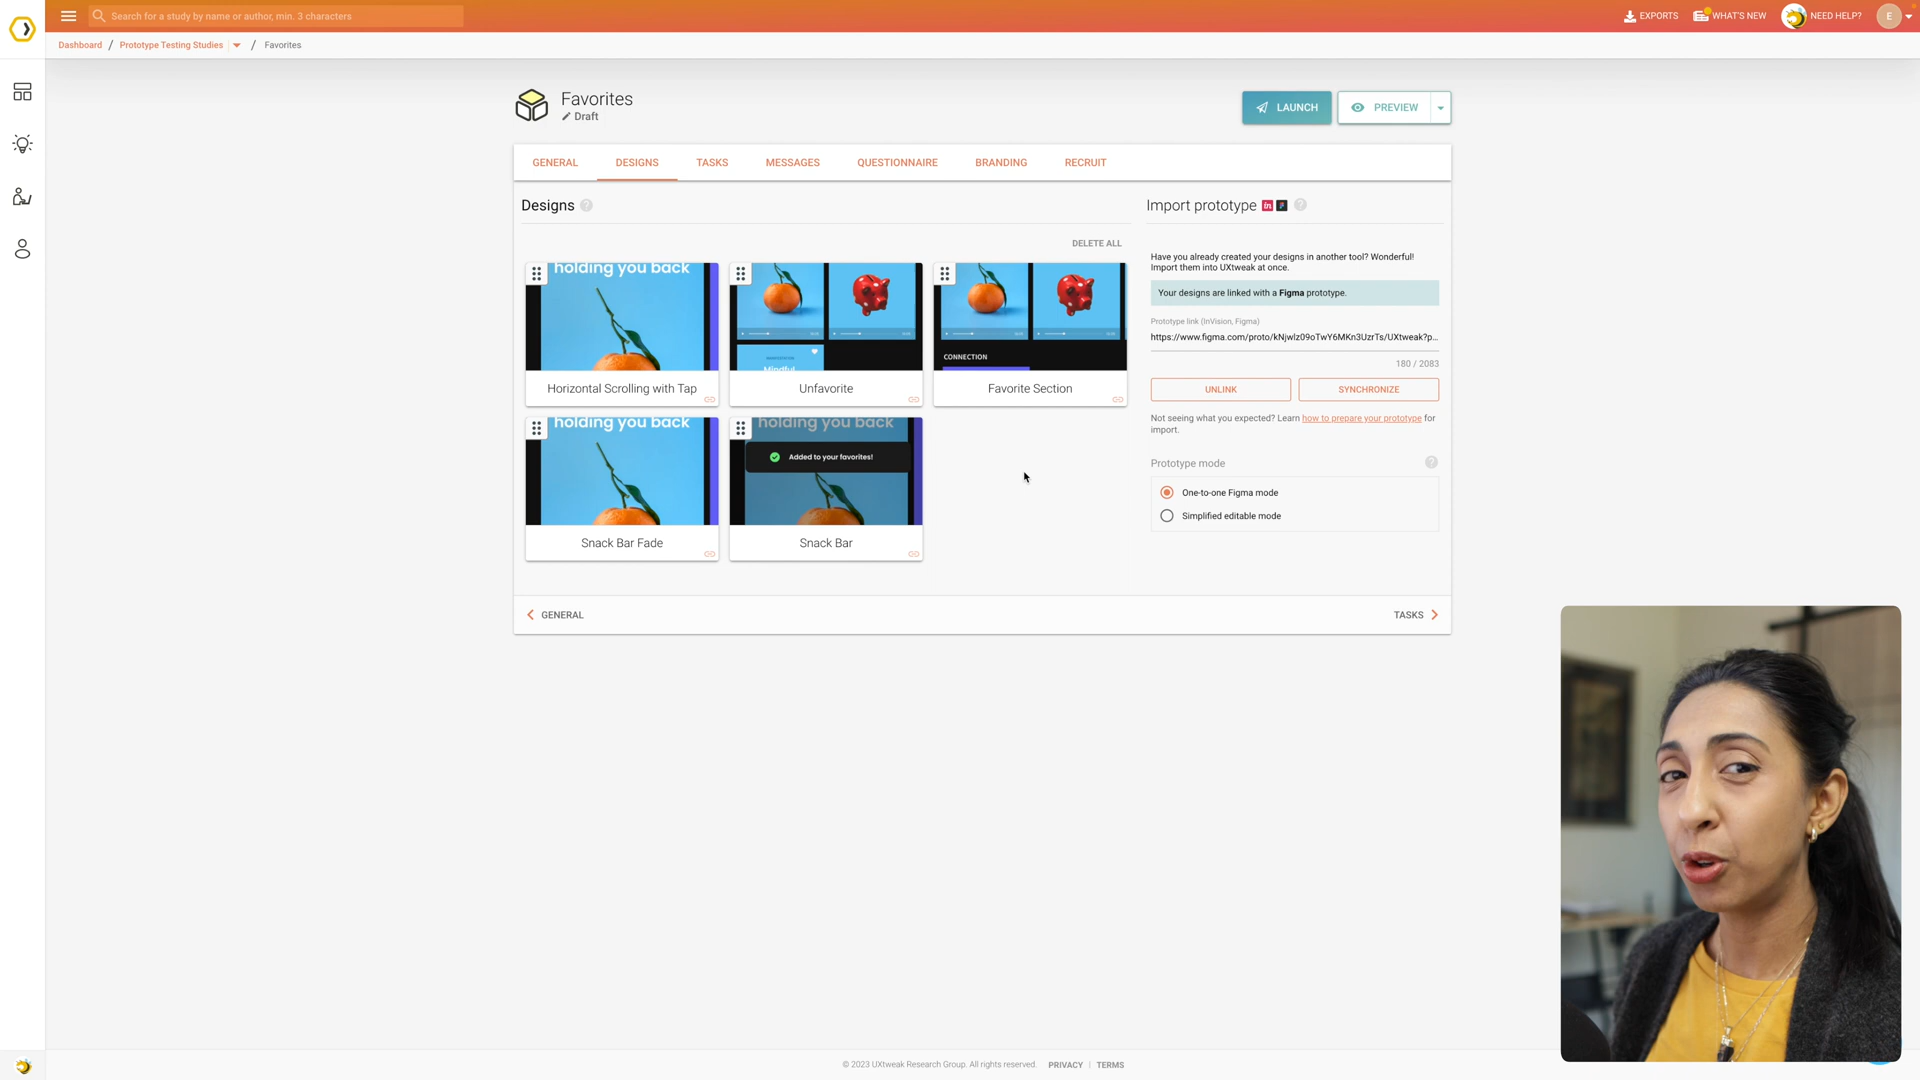 Search for a study by name or author, min. 3 characters
EXPORTS
WHAT'S NEW
NEED HELP?
E
Dashboard / Prototype Testing Studies / Favorites
Favorites
Draft
LAUNCH
PREVIEW
GENERAL
DESIGNS
TASKS
MESSAGES
QUESTIONNAIRE
BRANDING
RECRUIT
Designs ?
DELETE ALL
holding you back
Horizontal Scrolling with Tap
Unfavorite
CONNECTION
Favorite Section
holding you back
Snack Bar Fade
holding you back
Added to your favorites!
Snack Bar
Import prototype in ?
Have you already created your designs in another tool? Wonderful!
Import them into UXtweak at once.
Your designs are linked with a Figma prototype.
Prototype link (InVision, Figma)
https://www.figma.com/proto/kNjwlz09oTwY6MKn3UzrTs/UXtweak?p...
180 / 2083
UNLINK
SYNCHRONIZE
Not seeing what you expected? Learn how to prepare your prototype for
import.
Prototype mode ?
One-to-one Figma mode
Simplified editable mode
GENERAL
TASKS
© 2023 UXtweak Research Group. All rights reserved. PRIVACY | TERMS